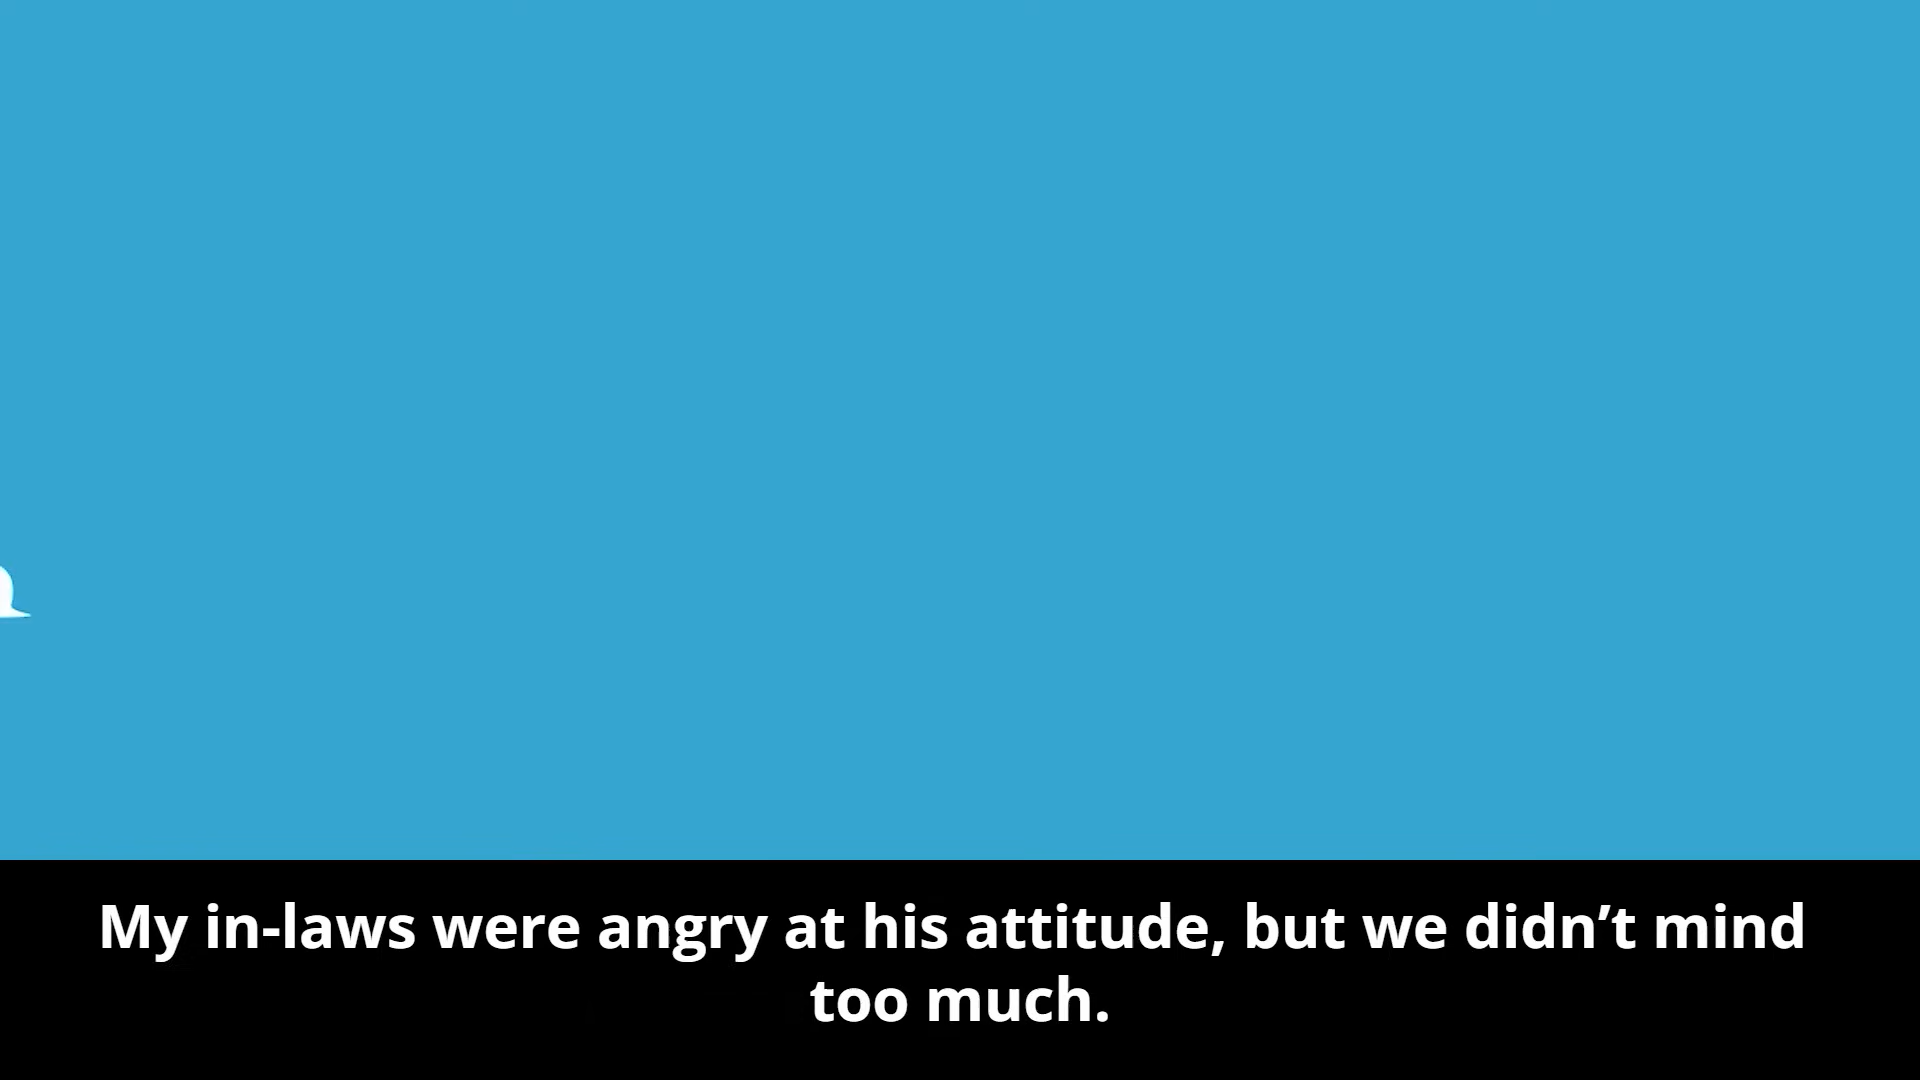 My in-laws were angry at his attitude, but we didn’t mind
too much.